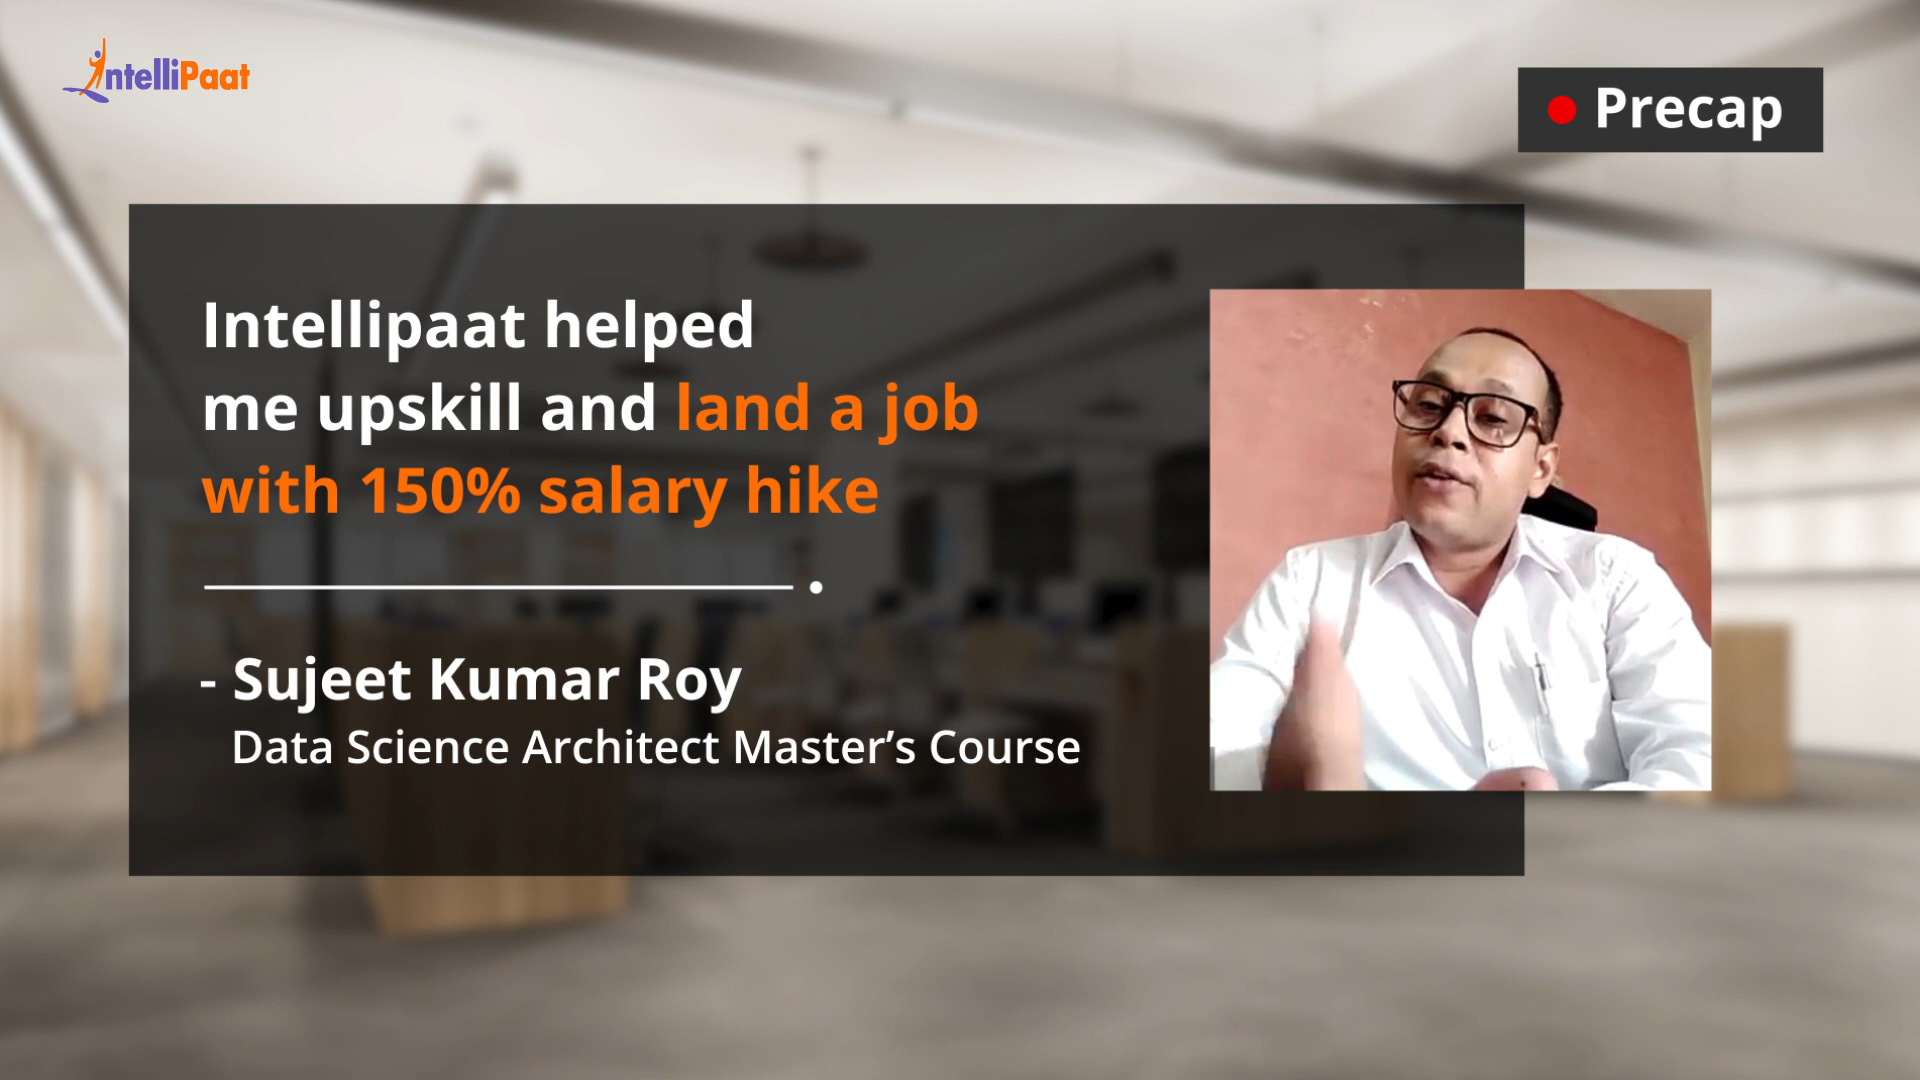 IntelliPaat
Precap
Intellipaat helped
me upskill and land a job
with 150% salary hike
- Sujeet Kumar Roy
Data Science Architect Master’s Course